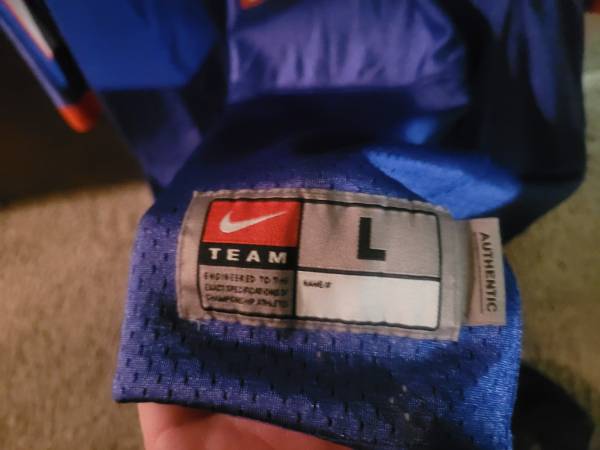 TEAM
L
ENGINEERED TO THE
EXACT SPECIFICATIONS OF
CHAMPIONSHIP ATHLETES
NAME/#
AUTHENTIC